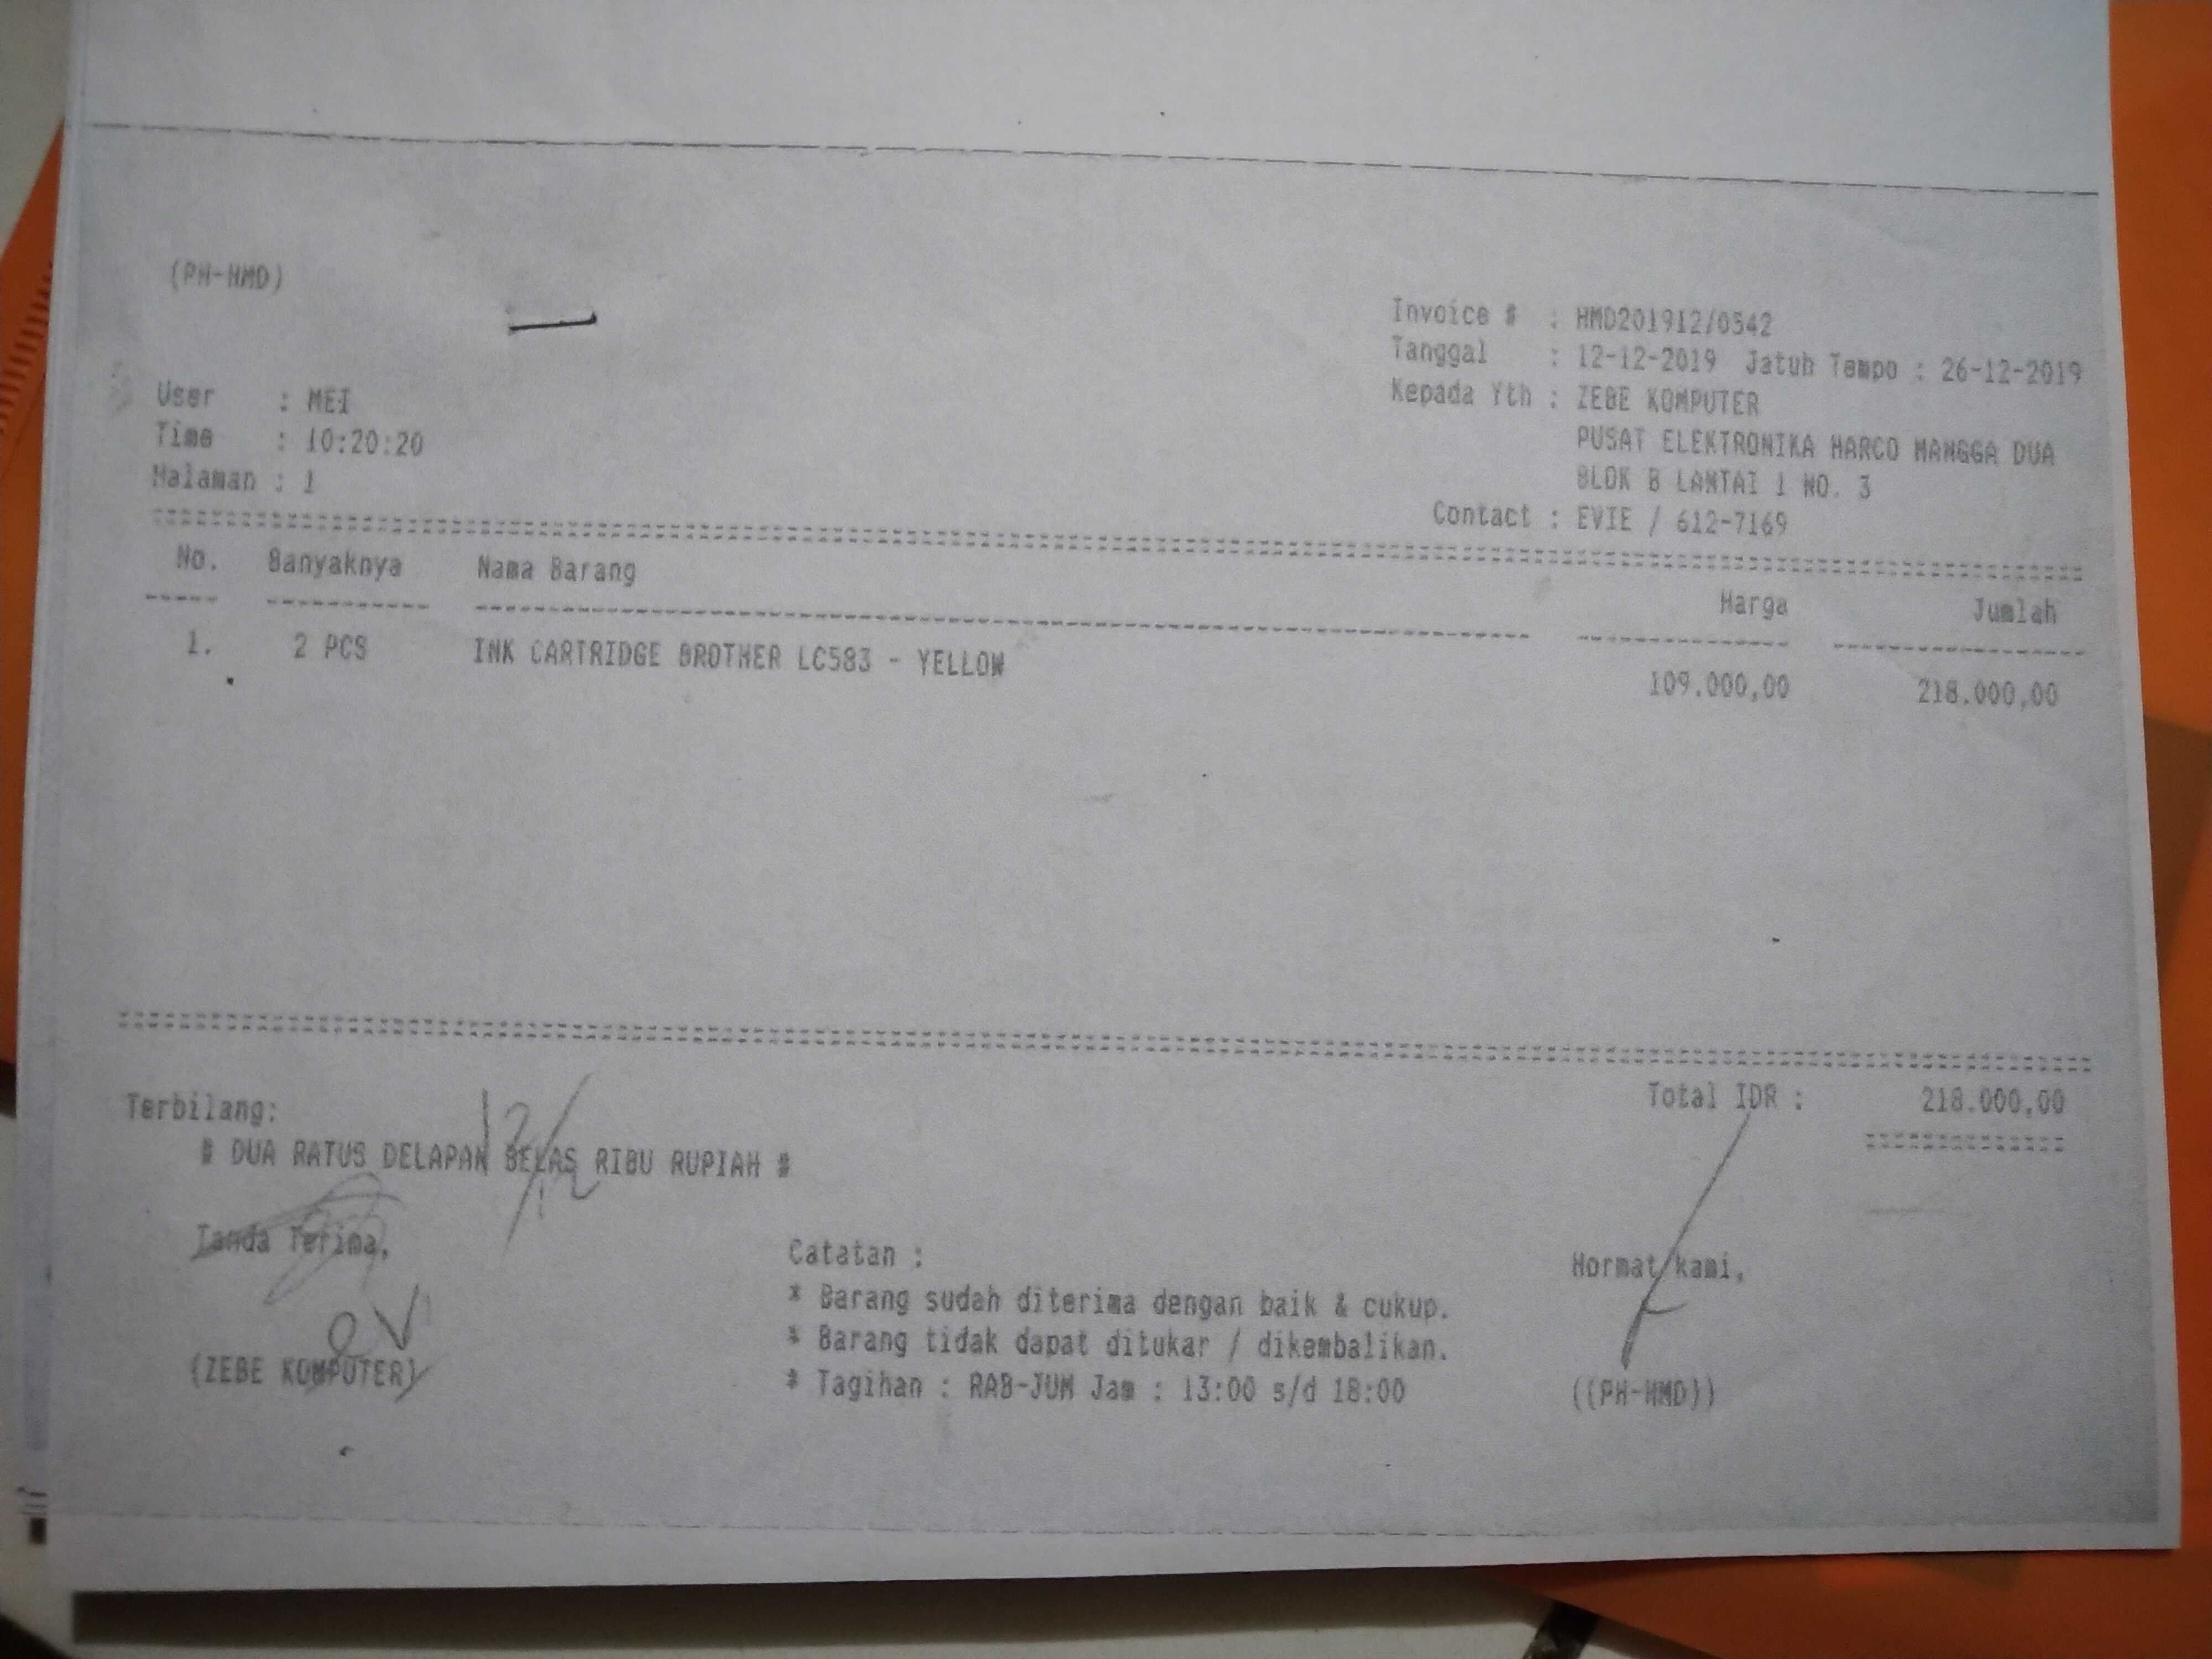 (PH-HMD)
Invoice # : HMD201912/0542
Tanggal : 12-12-2019 Jatuh Tempo : 26-12-2019
Kepada Yth : ZEBE KOMPUTER
PUSAT ELEKTRONIKA HARCO MANGGA DUA
BLOK B LANTAI 1 NO. 3
Contact : EVIE / 612-7169
User : MEI
Time : 10:20:20
Halaman : 1
No. Banyaknya Nama Barang Harga Jumlah
1. 2 PCS INK CARTRIDGE BROTHER LC583 - YELLOW 109.000,00 218.000,00
Total IDR : 218.000,00
Terbilang:
# DUA RATUS DELAPAN BELAS RIBU RUPIAH #
12/12
Tanda Terima,
(ZEBE KOMPUTER)
Catatan :
* Barang sudah diterima dengan baik & cukup.
* Barang tidak dapat ditukar / dikembalikan.
* Tagihan : RAB-JUM Jam : 13:00 s/d 18:00
Hormat kami,
((PH-HMD))